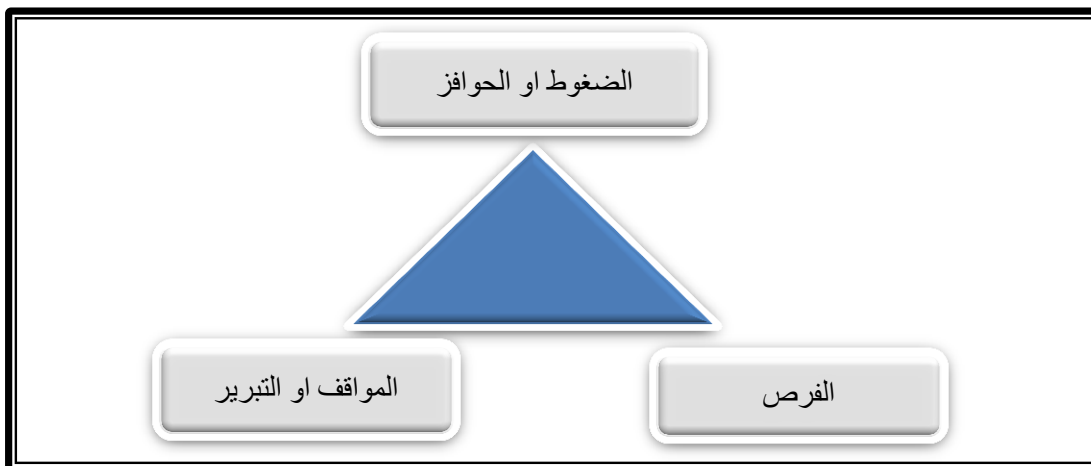 الضغوط او الحوافز
الفرص
المواقف او التبرير